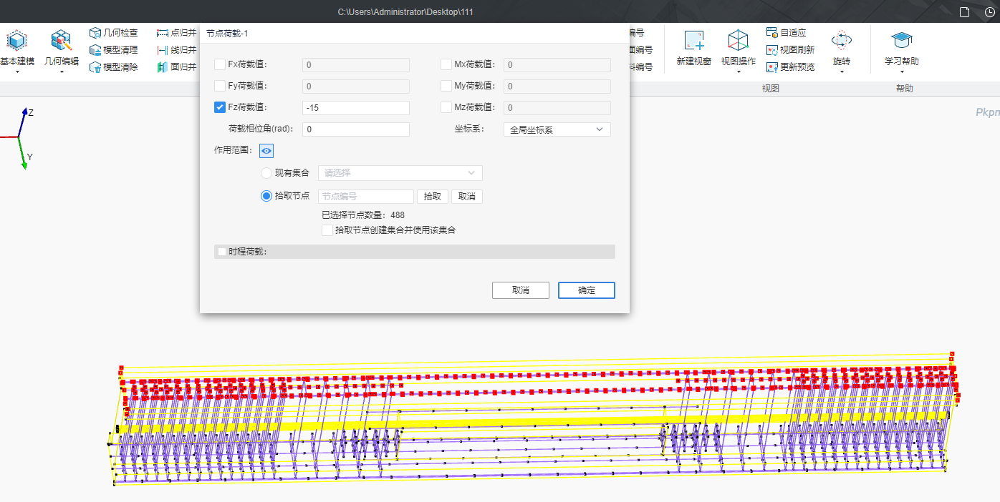 C:\Users\Administrator\Desktop\111
基本建模
几何编辑
几何检查
模型清理
模型清除
点归并
线归并
面归并
编号
面编号
新建视窗
视图操作
自适应
视图刷新
更新预览
旋转
学习帮助
视图
帮助
节点荷载-1
Fx荷载值: 0
Mx荷载值: 0
Fy荷载值: 0
My荷载值: 0
Fz荷载值: -15
Mz荷载值: 0
荷载相位角(rad): 0
坐标系: 全局坐标系
作用范围:
现有集合 请选择
拾取节点 节点编号 拾取 取消
已选择节点数量: 488
拾取节点创建集合并使用该集合
时程荷载:
取消 确定
Z
Y